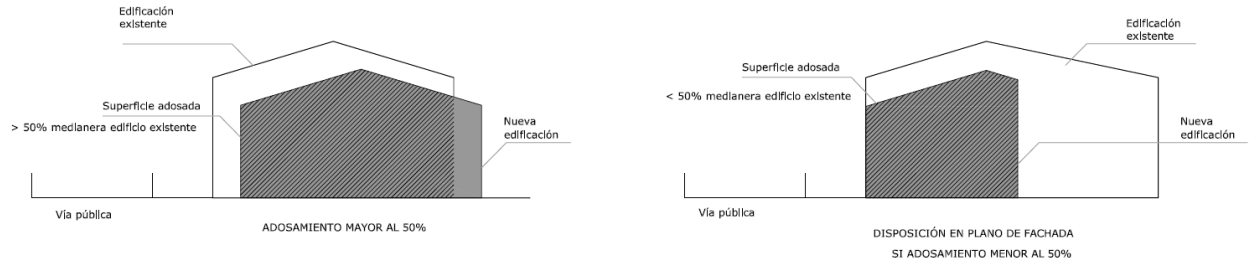 Edificación
existente
Superficie adosada
> 50% medianera edificio existente
Nueva
edificación
Vía pública
ADOSAMIENTO MAYOR AL 50%
Edificación
existente
Superficie adosada
< 50% medianera edificio existente
Nueva
edificación
Vía pública
DISPOSICIÓN EN PLANO DE FACHADA
SI ADOSAMIENTO MENOR AL 50%